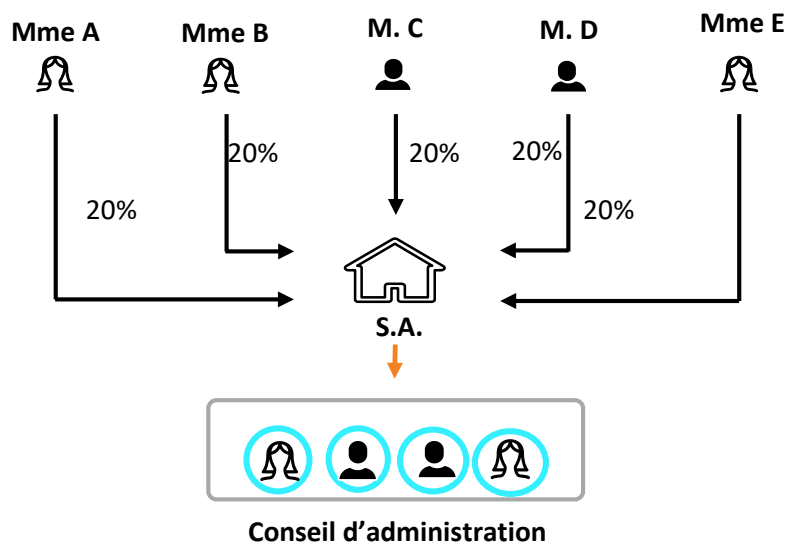 Mme A
Mme B
M. C
M. D
Mme E
20%
20%
20%
20%
20%
S.A.
Conseil d’administration